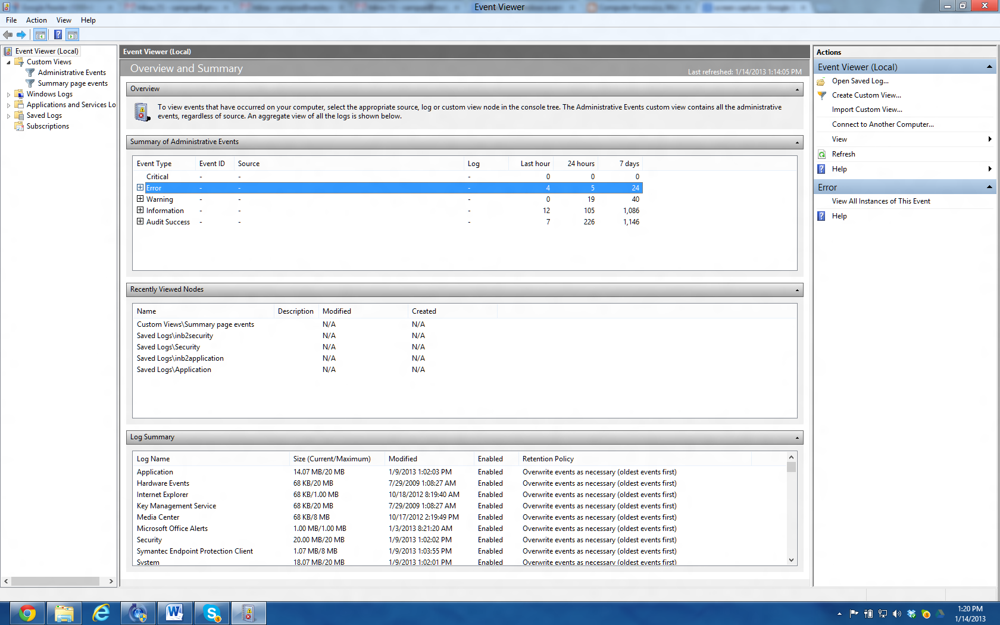 Event Viewer
File Action View Help
Event Viewer (Local)
Custom Views
Administrative Events
Summary page events
Windows Logs
Applications and Services Lo
Saved Logs
Subscriptions
Event Viewer (Local)
Overview and Summary
Last refreshed: 1/14/2013 1:14:05 PM
Overview
To view events that have occurred on your computer, select the appropriate source, log or custom view node in the console tree. The Administrative Events custom view contains all the administrative
events, regardless of source. An aggregate view of all the logs is shown below.
Summary of Administrative Events
Event Type Event ID Source Log Last hour 24 hours 7 days
Critical - - - 0 0 0
Error - - - 4 5 24
Warning - - - 0 19 40
Information - - - 12 105 1,086
Audit Success - - - 7 226 1,146
Recently Viewed Nodes
Name Description Modified Created
Custom Views\Summary page events N/A N/A
Saved Logs\inb2security N/A N/A
Saved Logs\Security N/A N/A
Saved Logs\inb2application N/A N/A
Saved Logs\Application N/A N/A
Log Summary
Log Name Size (Current/Maximum) Modified Enabled Retention Policy
Application 14.07 MB/20 MB 1/9/2013 1:02:03 PM Enabled Overwrite events as necessary (oldest events first)
Hardware Events 68 KB/20 MB 7/29/2009 1:08:27 AM Enabled Overwrite events as necessary (oldest events first)
Internet Explorer 68 KB/1.00 MB 10/18/2012 8:19:40 AM Enabled Overwrite events as necessary (oldest events first)
Key Management Service 68 KB/20 MB 7/29/2009 1:08:27 AM Enabled Overwrite events as necessary (oldest events first)
Media Center 68 KB/8 MB 10/17/2012 2:19:49 PM Enabled Overwrite events as necessary (oldest events first)
Microsoft Office Alerts 1.00 MB/1.00 MB 1/3/2013 8:21:20 AM Enabled Overwrite events as necessary (oldest events first)
Security 20.00 MB/20 MB 1/9/2013 1:02:02 PM Enabled Overwrite events as necessary (oldest events first)
Symantec Endpoint Protection Client 1.07 MB/8 MB 1/9/2013 1:03:55 PM Enabled Overwrite events as necessary (oldest events first)
System 18.07 MB/20 MB 1/9/2013 1:02:01 PM Enabled Overwrite events as necessary (oldest events first)
Actions
Event Viewer (Local)
Open Saved Log...
Create Custom View...
Import Custom View...
Connect to Another Computer...
View
Refresh
Help
Error
View All Instances of This Event
Help
1:20 PM
1/14/2013